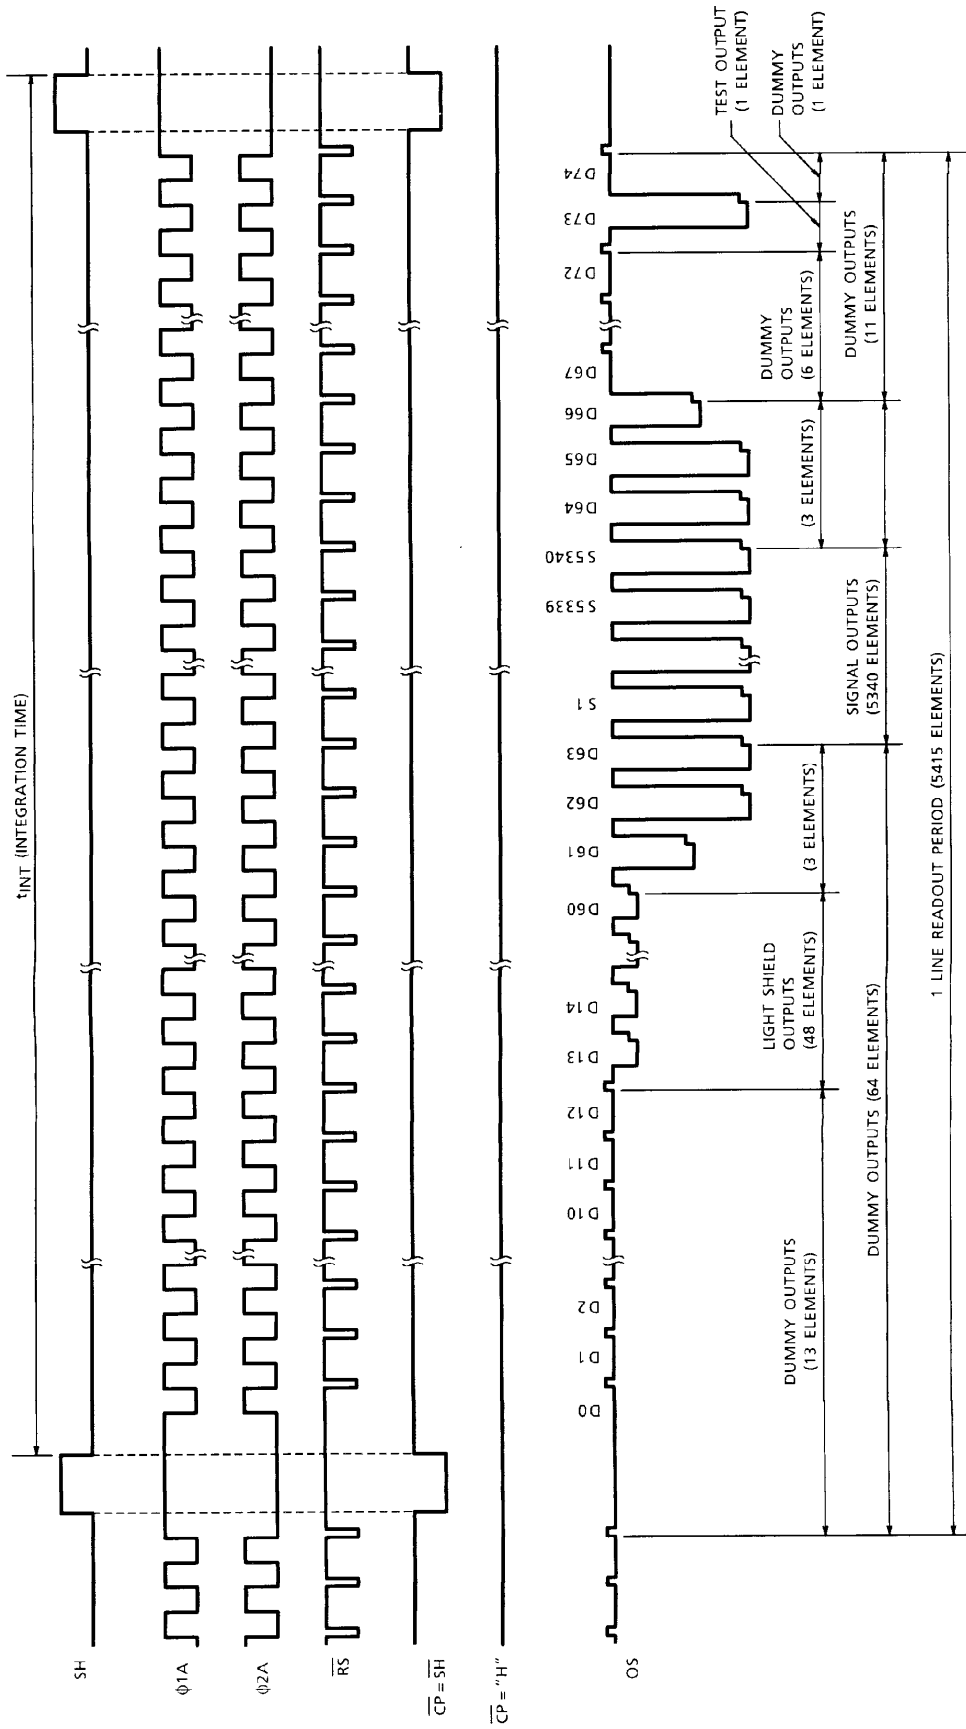 tINT (INTEGRATION TIME)
SH
φ1A
φ2A
RS
CP = SH
CP = "H"
OS
D0
D1
D2
D10
D11
D12
D13
D14
D60
D61
D62
D63
S1
S5339
S5340
D64
D65
D66
D67
D72
D73
D74
DUMMY OUTPUTS
(13 ELEMENTS)
LIGHT SHIELD
OUTPUTS
(48 ELEMENTS)
(3 ELEMENTS)
(3 ELEMENTS)
DUMMY
OUTPUTS
(6 ELEMENTS)
TEST OUTPUT
(1 ELEMENT)
DUMMY
OUTPUTS
(1 ELEMENT)
DUMMY OUTPUTS (64 ELEMENTS)
SIGNAL OUTPUTS
(5340 ELEMENTS)
DUMMY OUTPUTS
(11 ELEMENTS)
1 LINE READOUT PERIOD (5415 ELEMENTS)